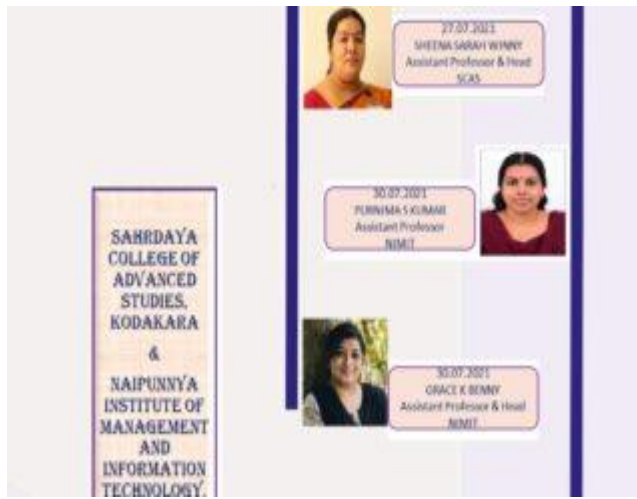 27.07.2021
SHEENA SARAH WINNY
Assistant Professor & Head
SCAS
30.07.2021
PURNIMA S KUMAR
Assistant Professor
NIMIT
30.07.2021
GRACE K BENNY
Assistant Professor & Head
NIMIT
SAHRDAYA
COLLEGE OF
ADVANCED
STUDIES,
KODAKARA
&
NAIPUNNYA
INSTITUTE OF
MANAGEMENT
AND
INFORMATION
TECHNOLOGY,